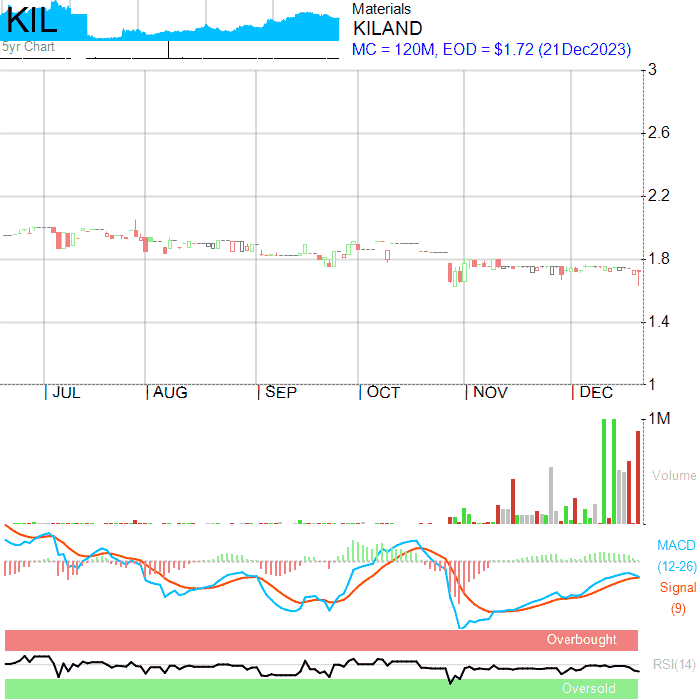 KIL
5yr Chart
Materials
KILAND
MC = 120M, EOD = $1.72 (21Dec2023)
3
2.6
2.2
1.8
1.4
1
JUL AUG SEP OCT NOV DEC
1M
Volume
MACD
(12-26)
Signal
(9)
Overbought
RSI(14)
Oversold